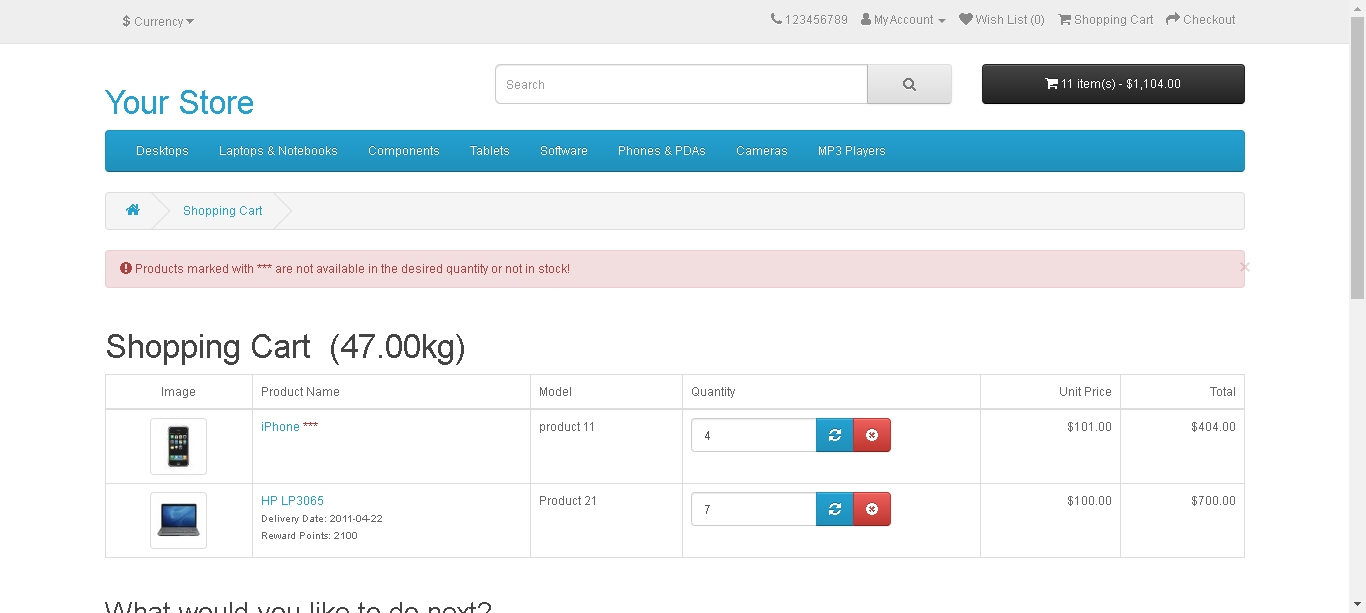 $ Currency
123456789 My Account Wish List (0) Shopping Cart Checkout
Your Store
Search
11 item(s) - $1,104.00
Desktops Laptops & Notebooks Components Tablets Software Phones & PDAs Cameras MP3 Players
Shopping Cart
Products marked with *** are not available in the desired quantity or not in stock!
×
Shopping Cart (47.00kg)
Image Product Name Model Quantity Unit Price Total
iPhone *** product 11 4 $101.00 $404.00
HP LP3065 Product 21 7 $100.00 $700.00
Delivery Date: 2011-04-22
Reward Points: 2100
What would you like to do next?